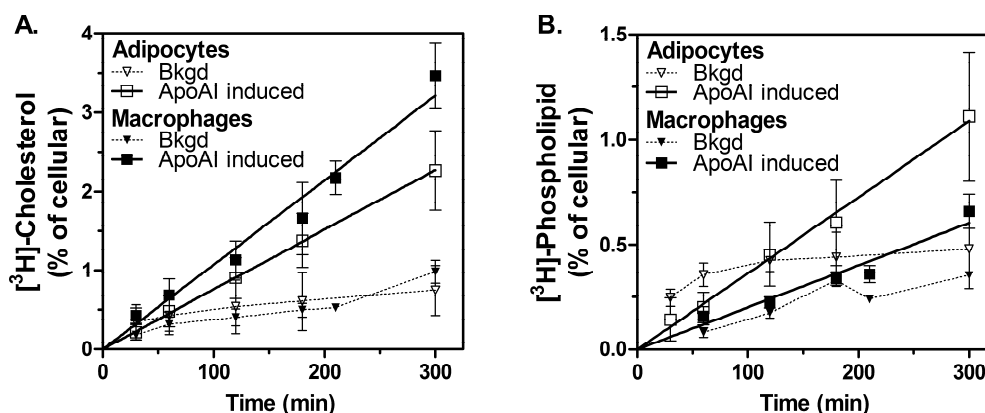 A.
[³H]-Cholesterol
(% of cellular)
4
3
2
1
0
Adipocytes
Bkgd
ApoAI induced
Macrophages
Bkgd
ApoAI induced
0 100 200 300
Time (min)
B.
[³H]-Phospholipid
(% of cellular)
1.5
1.0
0.5
0.0
Adipocytes
Bkgd
ApoAI induced
Macrophages
Bkgd
ApoAI induced
0 100 200 300
Time (min)